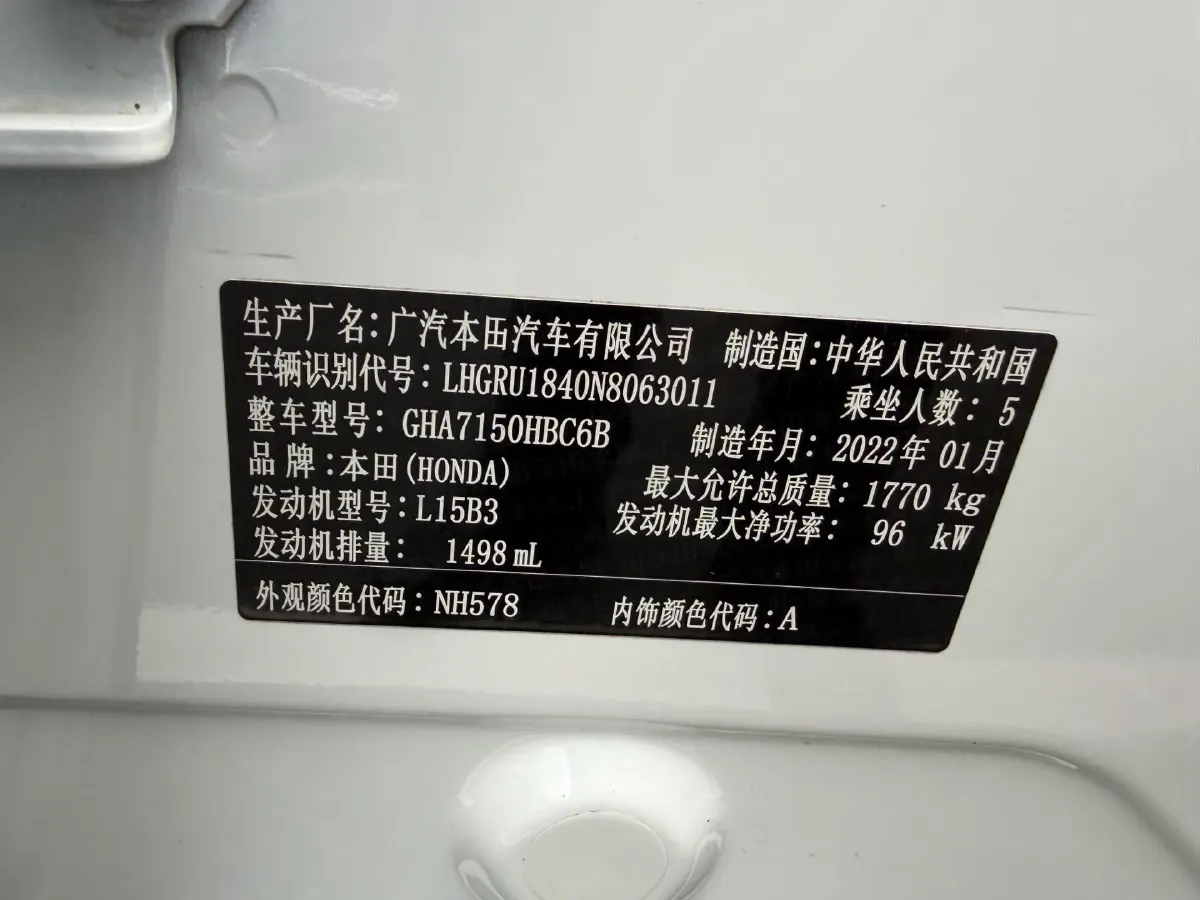 生产厂名：广汽本田汽车有限公司 制造国：中华人民共和国
车辆识别代号：LHGRU1840N8063011 乘坐人数：5
整车型号：GHA7150HBC6B 制造年月：2022年01月
品牌：本田(HONDA) 最大允许总质量：1770 kg
发动机型号：L15B3 发动机最大净功率：96 kW
发动机排量：1498 mL
外观颜色代码：NH578 内饰颜色代码：A